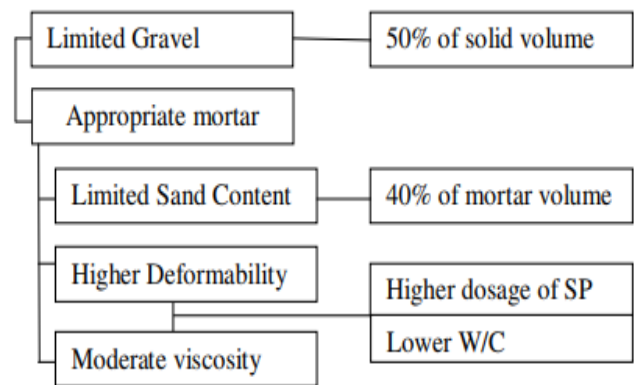 Limited Gravel
50% of solid volume
Appropriate mortar
Limited Sand Content
40% of mortar volume
Higher Deformability
Higher dosage of SP
Lower W/C
Moderate viscosity